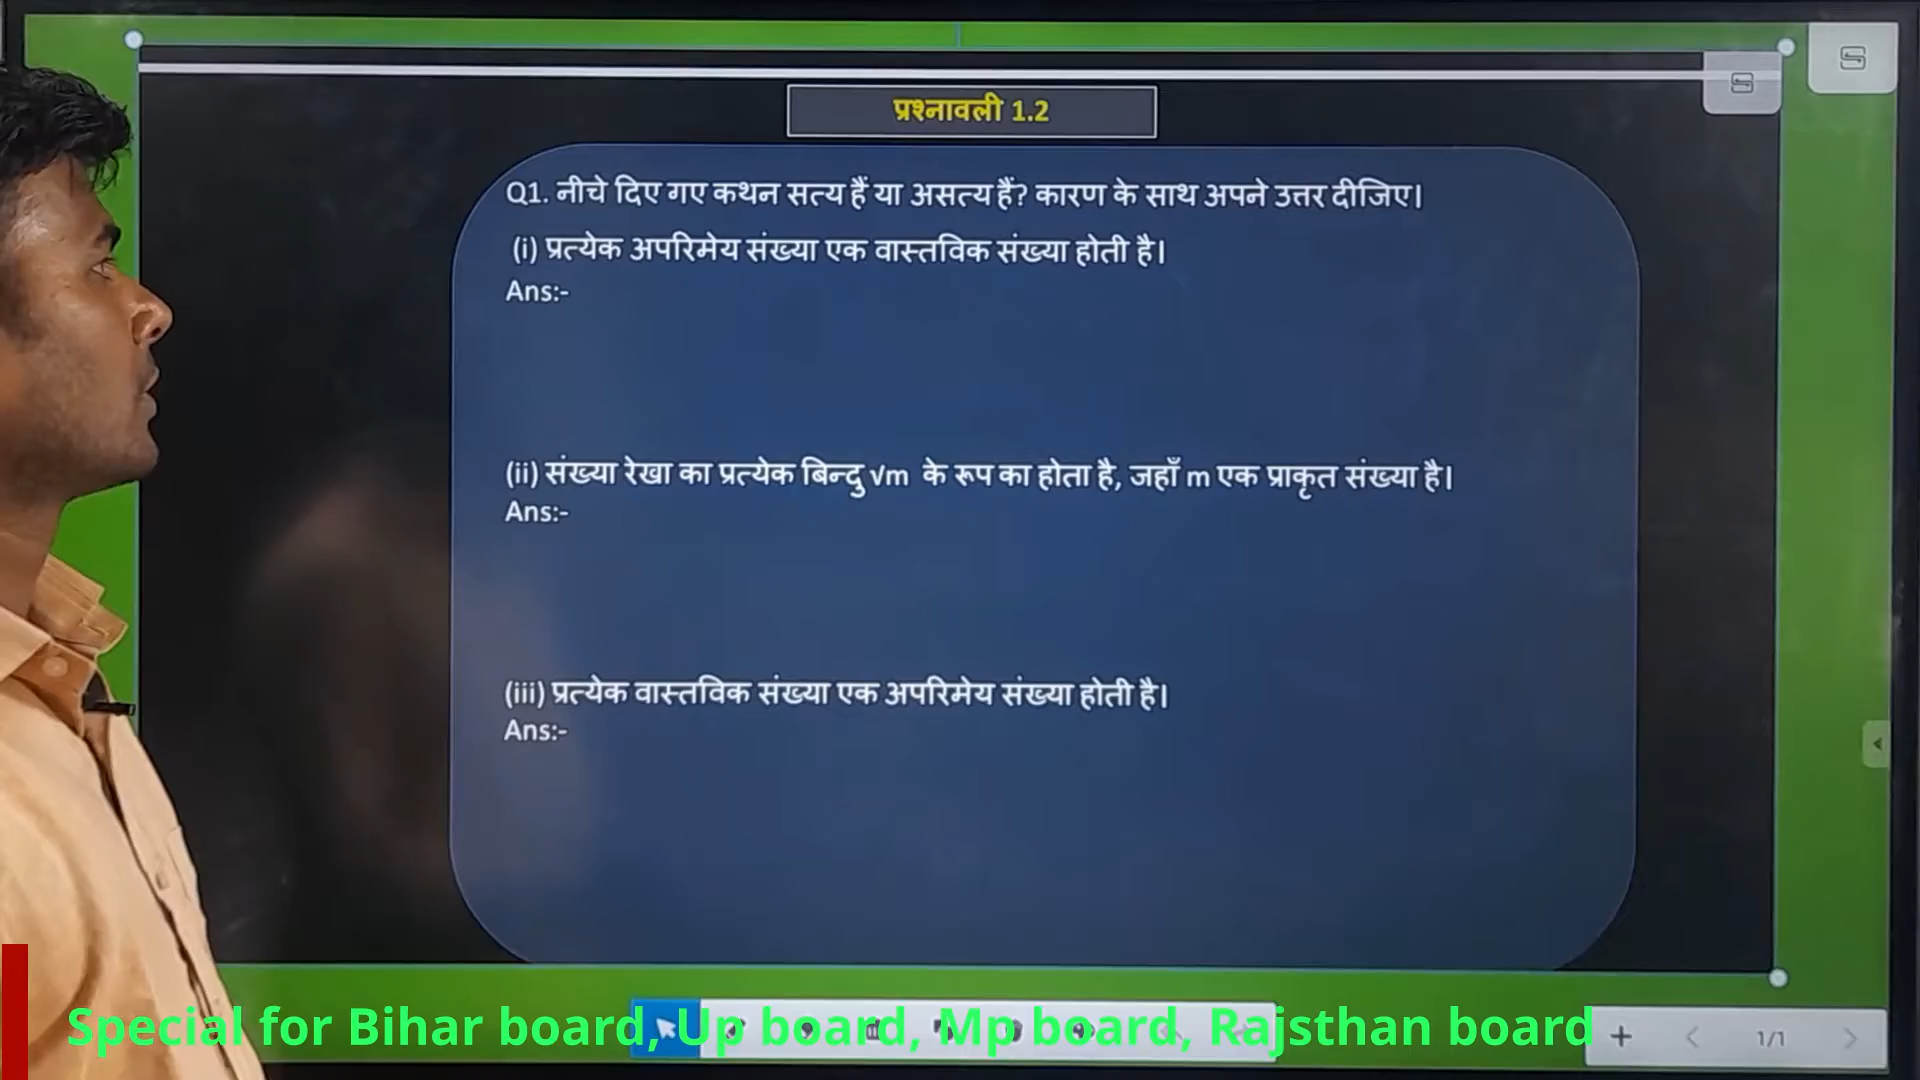 प्रश्नावली 1.2
Q1. नीचे दिए गए कथन सत्य हैं या असत्य हैं? कारण के साथ अपने उत्तर दीजिए।
(i) प्रत्येक अपरिमेय संख्या एक वास्तविक संख्या होती है।
Ans:-
(ii) संख्या रेखा का प्रत्येक बिन्दु √m के रूप का होता है, जहाँ m एक प्राकृत संख्या है।
Ans:-
(iii) प्रत्येक वास्तविक संख्या एक अपरिमेय संख्या होती है।
Ans:-
Special for Bihar board, Up board, Mp board, Rajsthan board
1/1